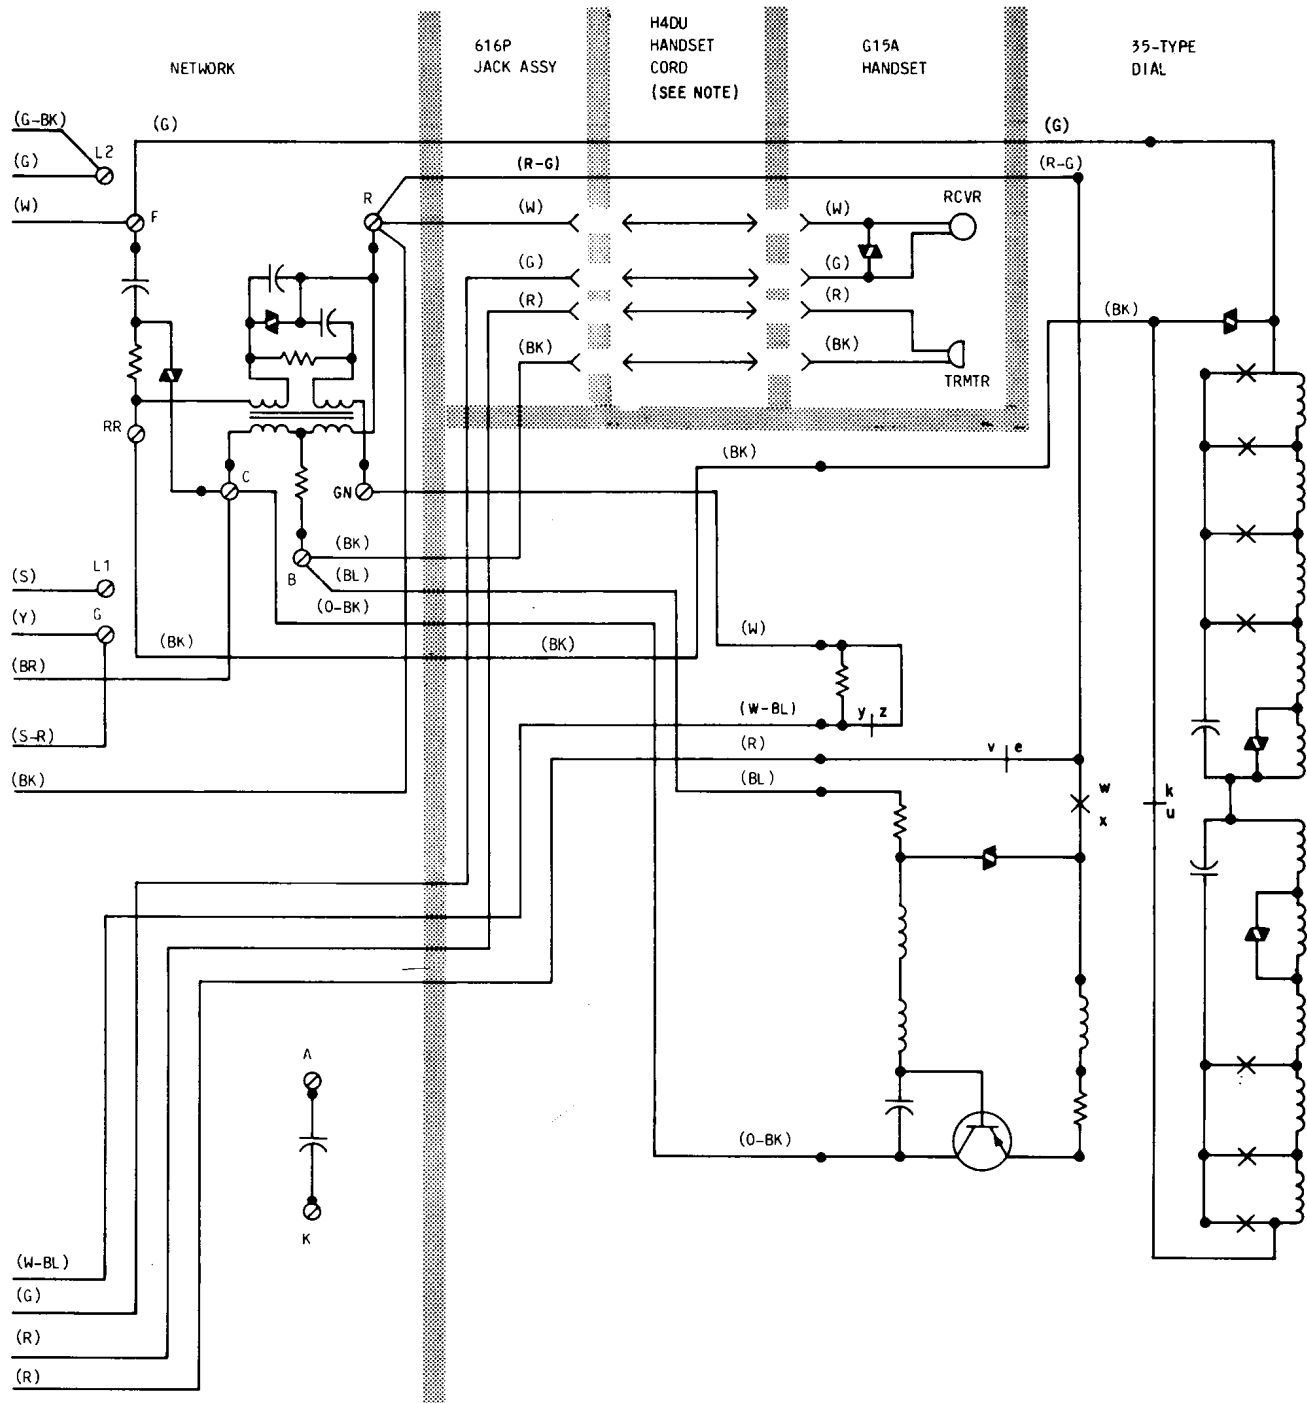 NETWORK
616P
JACK ASSY
H4DU
HANDSET
CORD
(SEE NOTE)
G15A
HANDSET
35-TYPE
DIAL
(G-BK)
(G)
(G)
L2
(G)
(R-G)
(R-G)
(W)
F
R
(W)
(W)
RCVR
(G)
(G)
(R)
(R)
(BK)
(BK)
(BK)
TRMTR
RR
(BK)
C
GN
(BK)
B
(BL)
(S)
L1
(O-BK)
(Y)
G
(BK)
(BK)
(W)
(BR)
(W-BL)
y
z
(S-R)
(R)
v
e
(BK)
(BL)
w
x
k
u
A
(O-BK)
K
(W-BL)
(G)
(R)
(R)